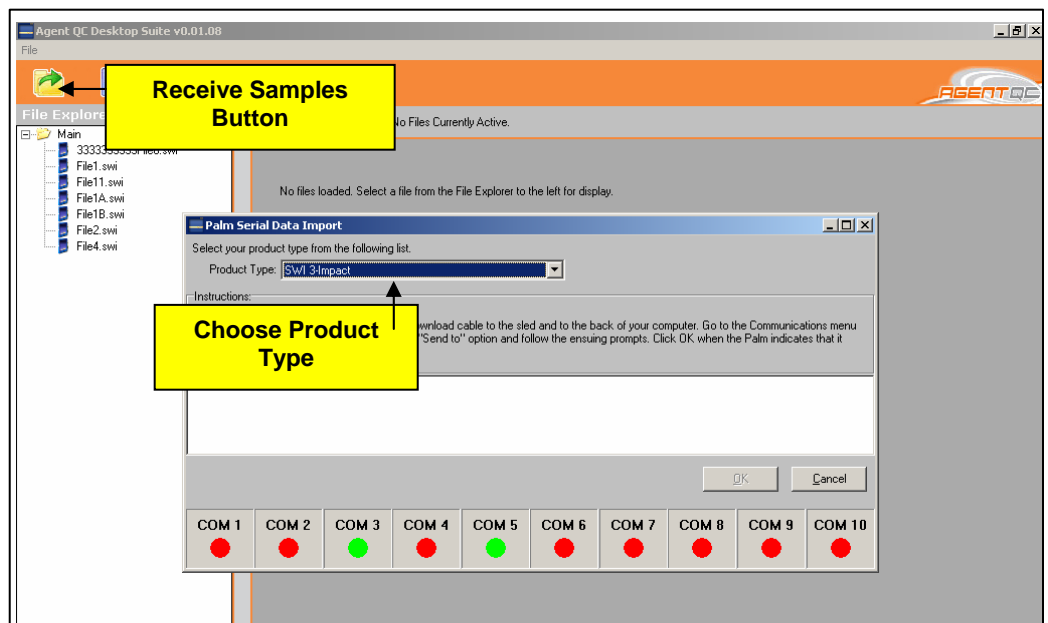 Agent QC Desktop Suite v0.01.08
File
Receive Samples
Button
AGENT QC
File Explore
No Files Currently Active.
Main
File1.swi
File11.swi
File1A.swi
File1B.swi
File2.swi
File4.swi
No files loaded. Select a file from the File Explorer to the left for display.
Palm Serial Data Import
Select your product type from the following list.
Product Type: SWI 3-Impact
Instructions:
Choose Product
Type
download cable to the sled and to the back of your computer. Go to the Communications menu
"Send to" option and follow the ensuing prompts. Click OK when the Palm indicates that it
OK Cancel
COM 1 COM 2 COM 3 COM 4 COM 5 COM 6 COM 7 COM 8 COM 9 COM 10